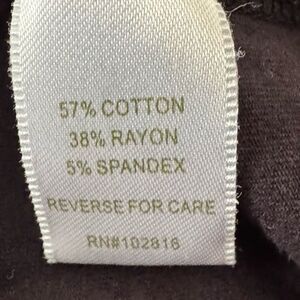 57% COTTON
38% RAYON
5% SPANDEX
REVERSE FOR CARE
RN#102816